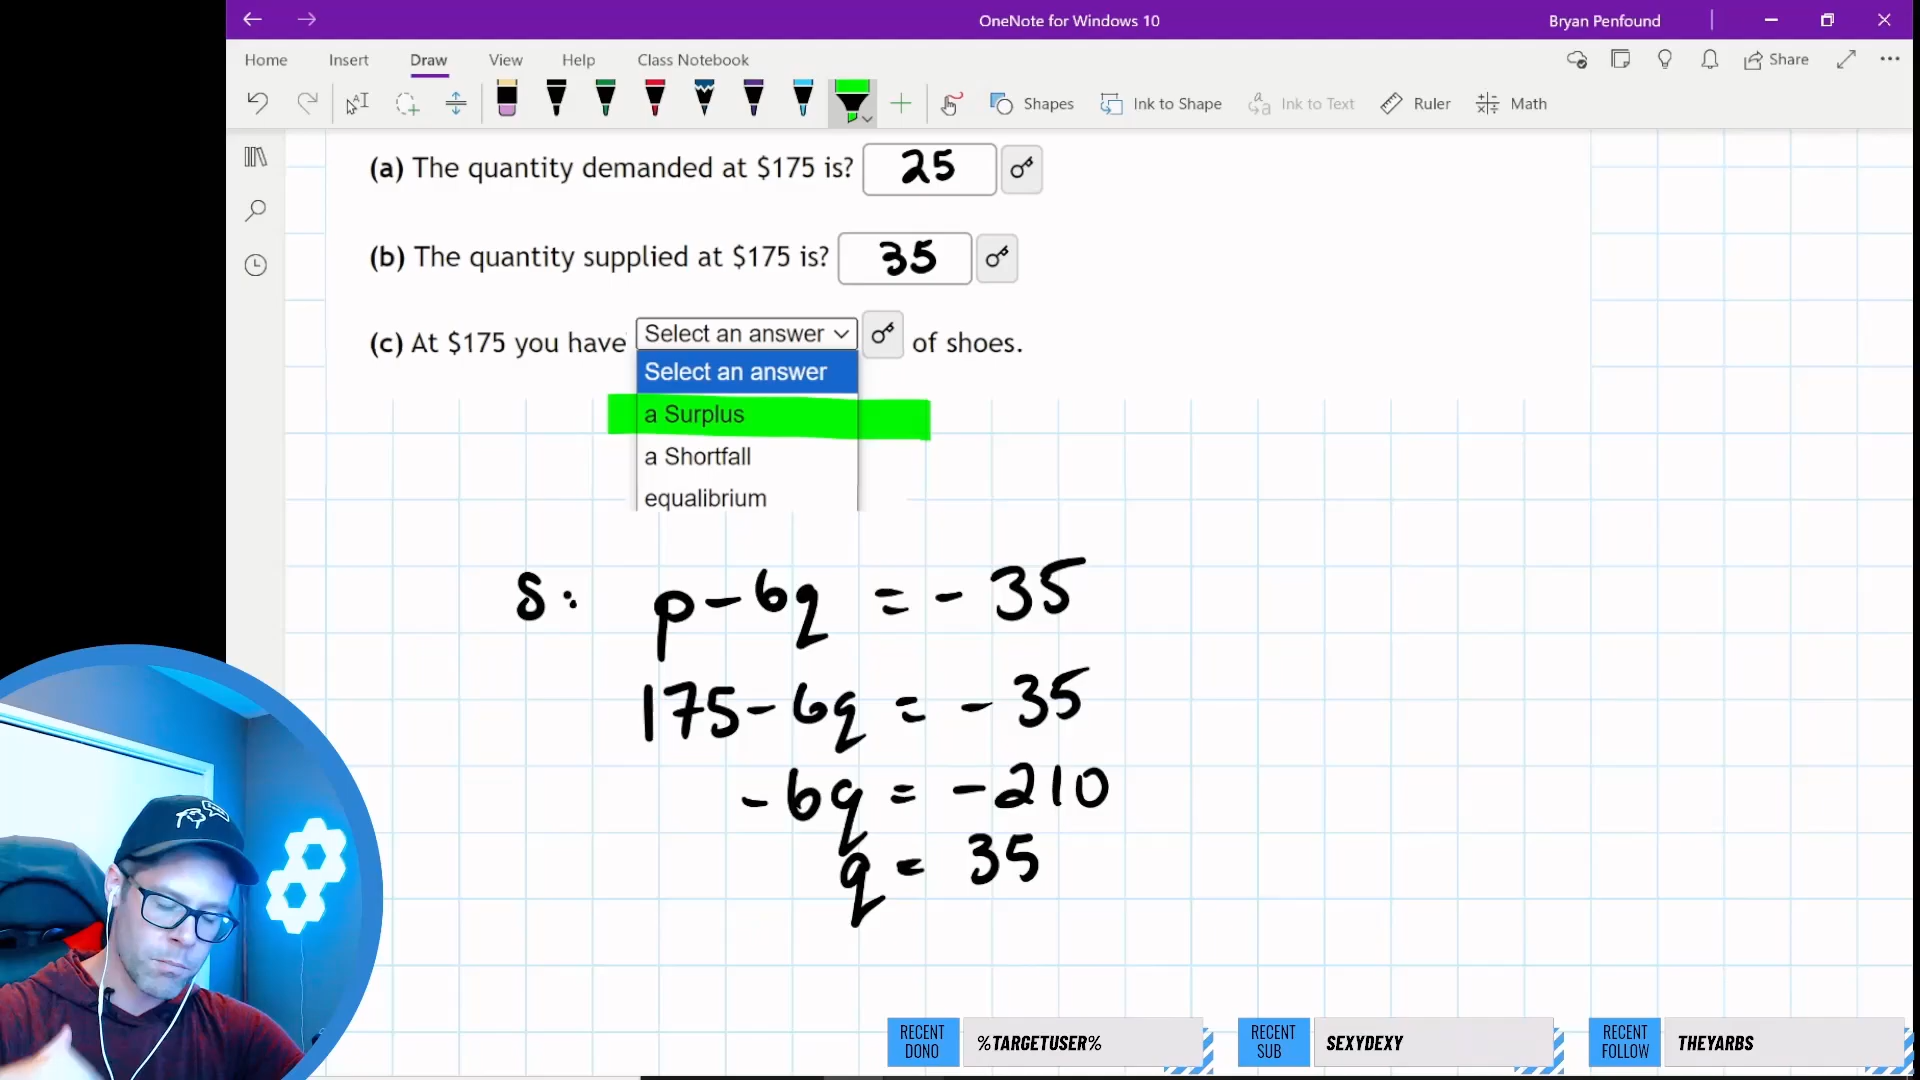 OneNote for Windows 10
Bryan Penfound
Home Insert Draw View Help Class Notebook
Share
Shapes Ink to Shape Ink to Text Ruler Math
(a) The quantity demanded at $175 is? 25
(b) The quantity supplied at $175 is? 35
(c) At $175 you have Select an answer of shoes.
Select an answer
a Surplus
a Shortfall
equalibrium
S: p - 6q = - 35
175 - 6q = - 35
- 6q = - 210
q = 35
RECENT DONO %TARGETUSER%
RECENT SUB SEXYDEXY
RECENT FOLLOW THEYARBS